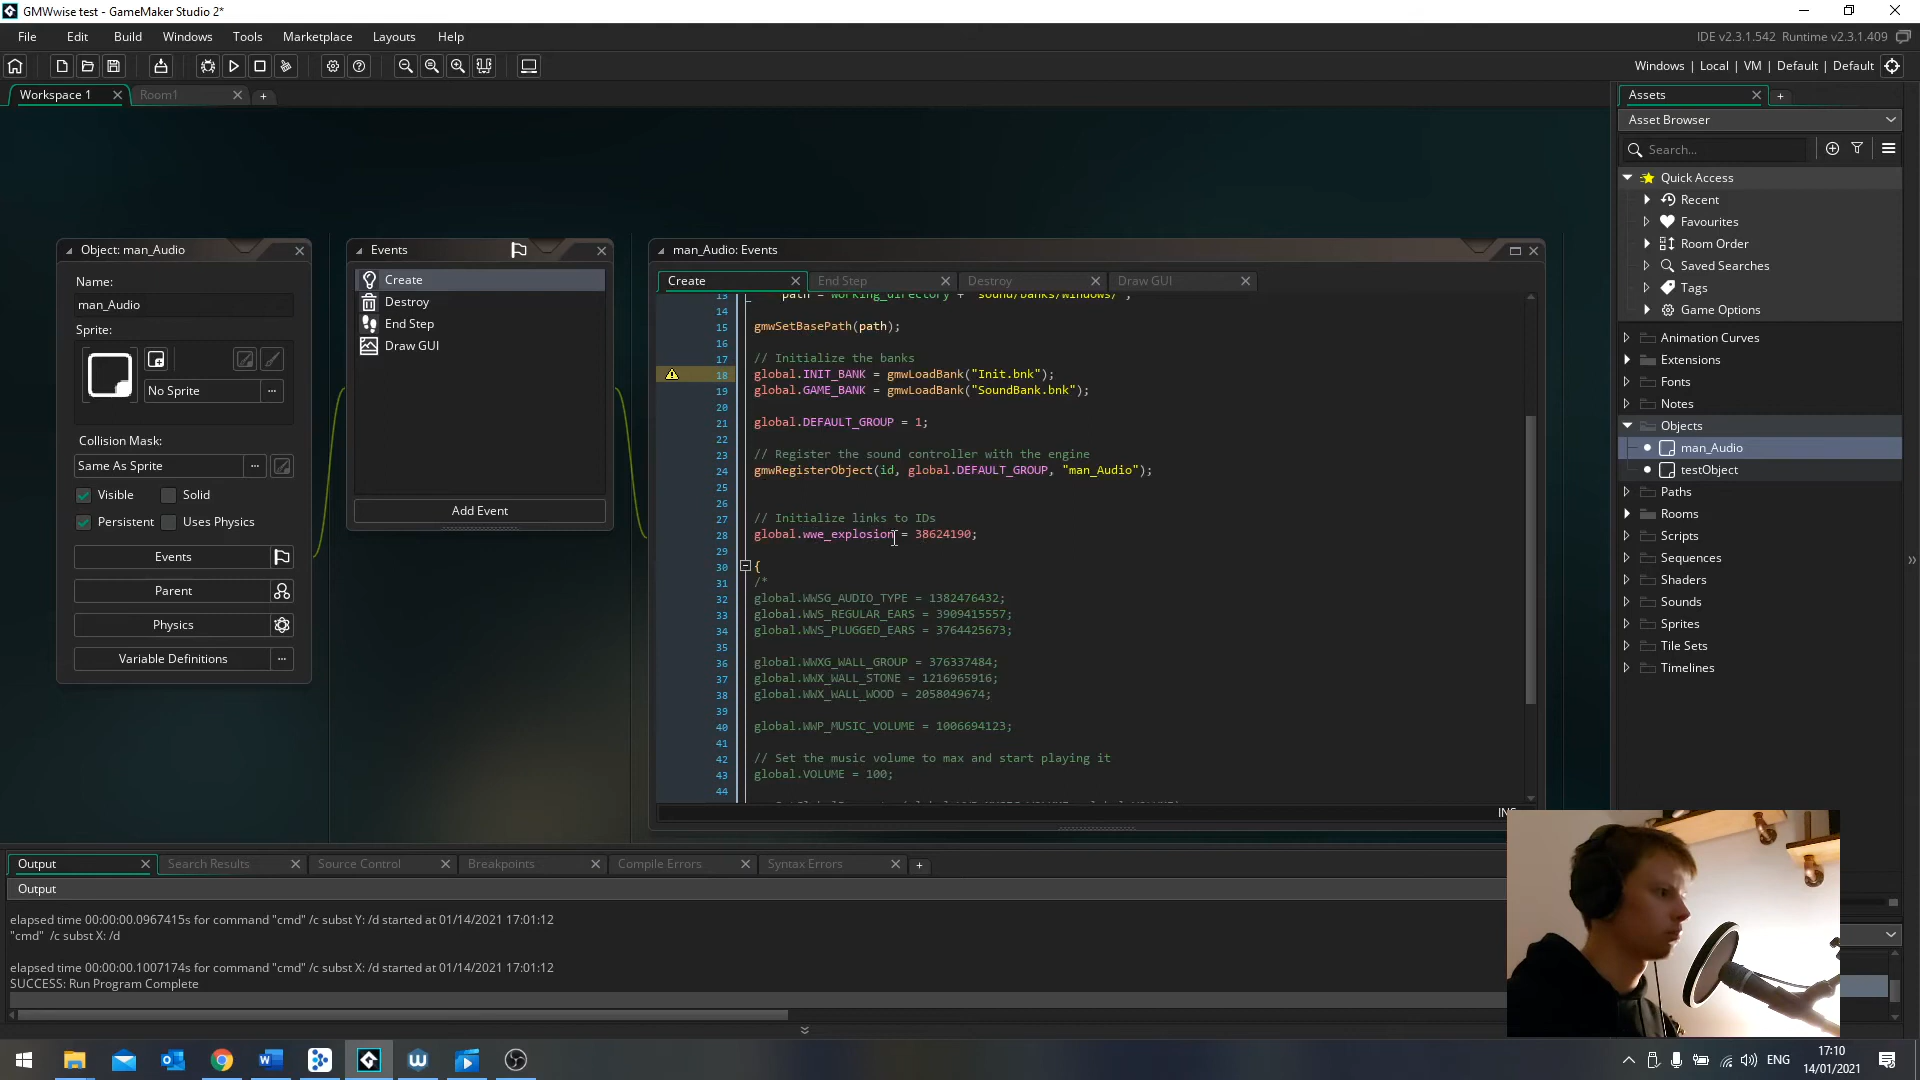 GMWwise test - GameMaker Studio 2*
File Edit Build Windows Tools Marketplace Layouts Help
IDE v2.3.1.542 Runtime v2.3.1.409
Windows | Local | VM | Default | Default
Workspace 1
Room1
Object: man_Audio
Name:
man_Audio
Sprite:
No Sprite
Collision Mask:
Same As Sprite
Visible
Solid
Persistent
Uses Physics
Events
Parent
Physics
Variable Definitions
Events
Create
Destroy
End Step
Draw GUI
Add Event
man_Audio: Events
Create
End Step
Destroy
Draw GUI
13 path = working_directory + "sound/banks/windows/";
14
15 gmwSetBasePath(path);
16
17 // Initialize the banks
18 global.INIT_BANK = gmwLoadBank("Init.bnk");
19 global.GAME_BANK = gmwLoadBank("SoundBank.bnk");
20
21 global.DEFAULT_GROUP = 1;
22
23 // Register the sound controller with the engine
24 gmwRegisterObject(id, global.DEFAULT_GROUP, "man_Audio");
25
26
27 // Initialize links to IDs
28 global.wwe_explosion = 38624190;
29
30 {
31 /*
32 global.WWSG_AUDIO_TYPE = 1382476432;
33 global.WWS_REGULAR_EARS = 3909415557;
34 global.WWS_PLUGGED_EARS = 3764425673;
35
36 global.WWXG_WALL_GROUP = 376337484;
37 global.WWX_WALL_STONE = 1216965916;
38 global.WWX_WALL_WOOD = 2058049674;
39
40 global.WWP_MUSIC_VOLUME = 1006694123;
41
42 // Set the music volume to max and start playing it
43 global.VOLUME = 100;
44
Assets
Asset Browser
Search...
Quick Access
Recent
Favourites
Room Order
Saved Searches
Tags
Game Options
Animation Curves
Extensions
Fonts
Notes
Objects
man_Audio
testObject
Paths
Rooms
Scripts
Sequences
Shaders
Sounds
Sprites
Tile Sets
Timelines
Output
Search Results
Source Control
Breakpoints
Compile Errors
Syntax Errors
Output
elapsed time 00:00:00.0967415s for command "cmd" /c subst Y: /d started at 01/14/2021 17:01:12
"cmd" /c subst X: /d
elapsed time 00:00:00.1007174s for command "cmd" /c subst X: /d started at 01/14/2021 17:01:12
SUCCESS: Run Program Complete
ENG
17:10
14/01/2021